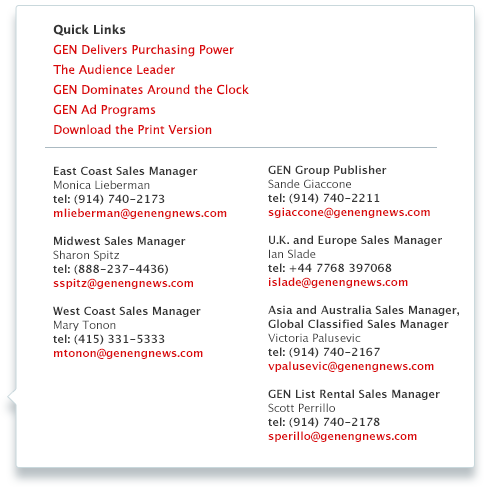 Quick Links
GEN Delivers Purchasing Power
The Audience Leader
GEN Dominates Around the Clock
GEN Ad Programs
Download the Print Version
East Coast Sales Manager
Monica Lieberman
tel: (914) 740-2173
mlieberman@genengnews.com
Midwest Sales Manager
Sharon Spitz
tel: (888-237-4436)
sspitz@genengnews.com
West Coast Sales Manager
Mary Tonon
tel: (415) 331-5333
mtonon@genengnews.com
GEN Group Publisher
Sande Giaccone
tel: (914) 740-2211
sgiaccone@genengnews.com
U.K. and Europe Sales Manager
Ian Slade
tel: +44 7768 397068
islade@genengnews.com
Asia and Australia Sales Manager,
Global Classified Sales Manager
Victoria Palusevic
tel: (914) 740-2167
vpalusevic@genengnews.com
GEN List Rental Sales Manager
Scott Perrillo
tel: (914) 740-2178
sperillo@genengnews.com